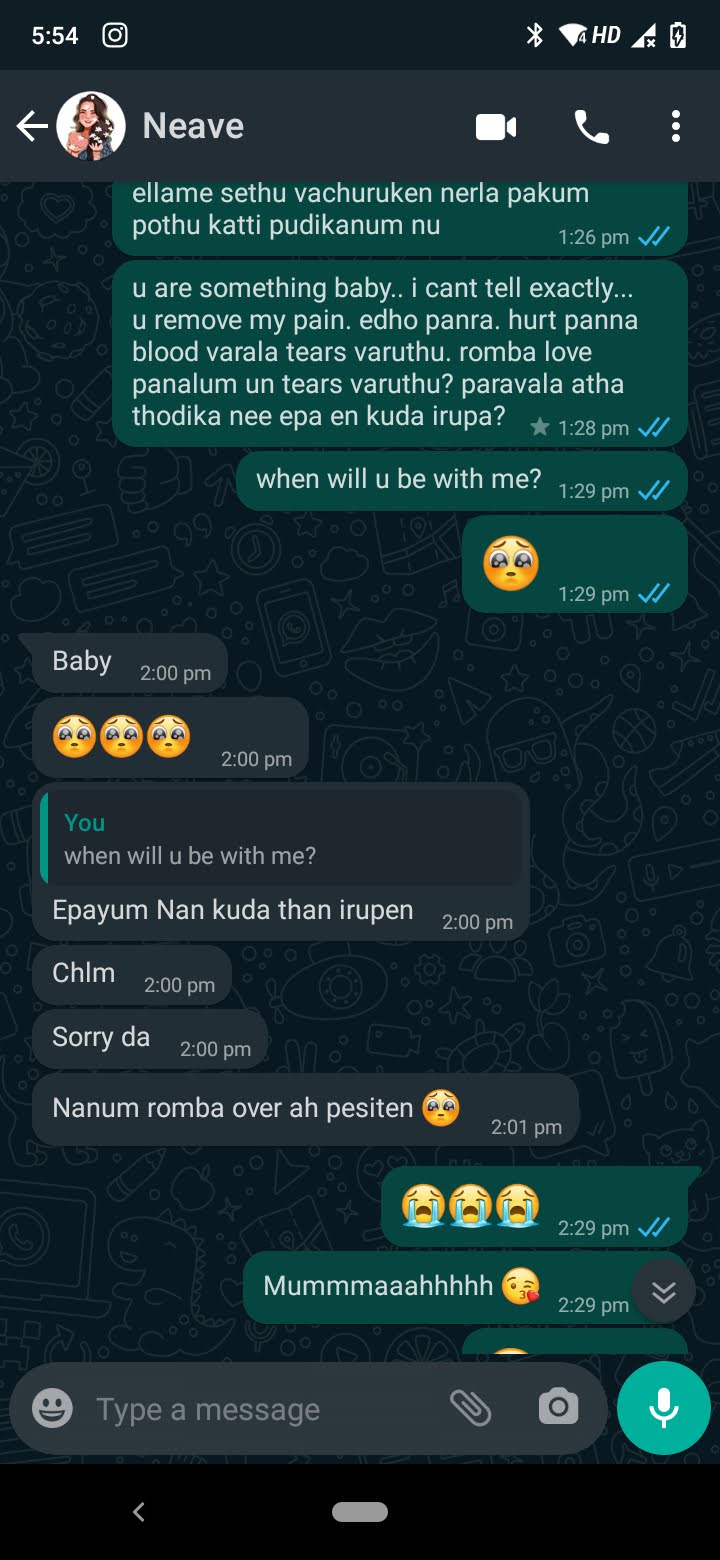 5:54
4 HD
Neave
ellame sethu vachuruken nerla pakum
pothu katti pudikanum nu
1:26 pm
u are something baby.. i cant tell exactly...
u remove my pain. edho panra. hurt panna
blood varala tears varuthu. romba love
panalum un tears varuthu? paravala atha
thodika nee epa en kuda irupa?
1:28 pm
when will u be with me?
1:29 pm
🥺
1:29 pm
Baby
2:00 pm
🥺🥺🥺
2:00 pm
You
when will u be with me?
Epayum Nan kuda than irupen
2:00 pm
Chlm
2:00 pm
Sorry da
2:00 pm
Nanum romba over ah pesiten 🥺
2:01 pm
😭😭😭
2:29 pm
Mummmaaahhhhh 😘
2:29 pm
Type a message